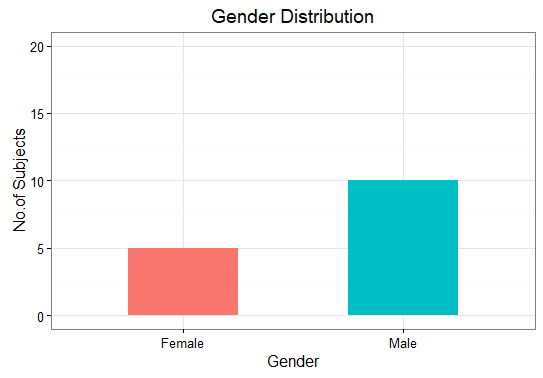 Gender Distribution
20
15
10
5
0
No.of Subjects
Female
Male
Gender